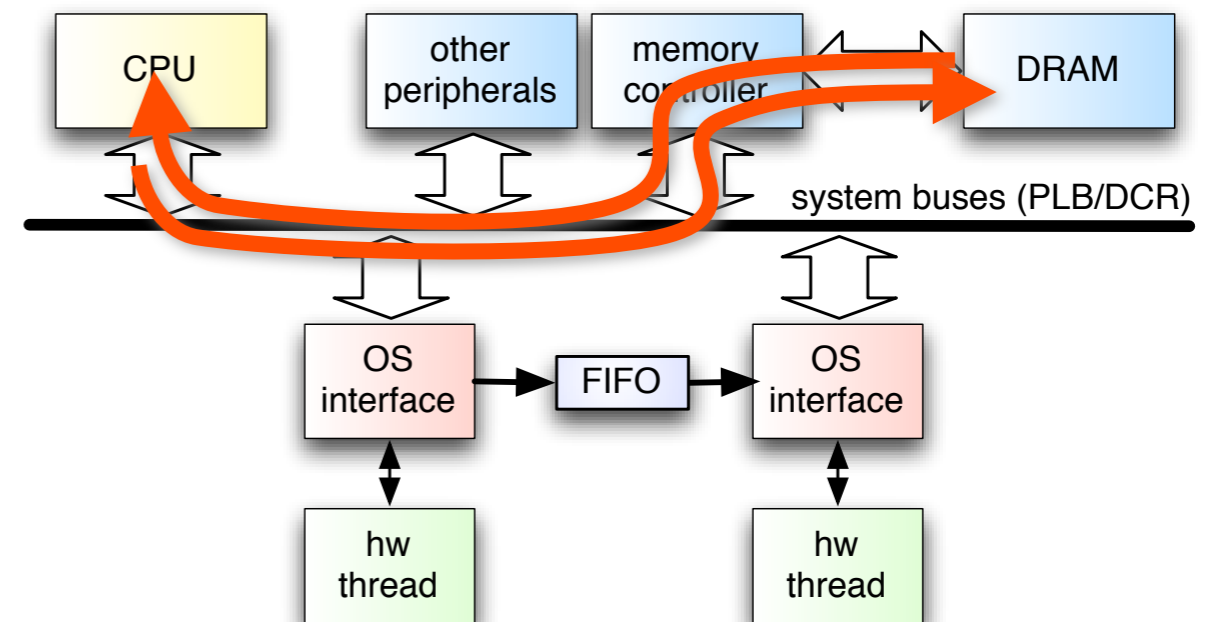 CPU
other
peripherals
memory
controller
DRAM
system buses (PLB/DCR)
OS
interface
FIFO
OS
interface
hw
thread
hw
thread